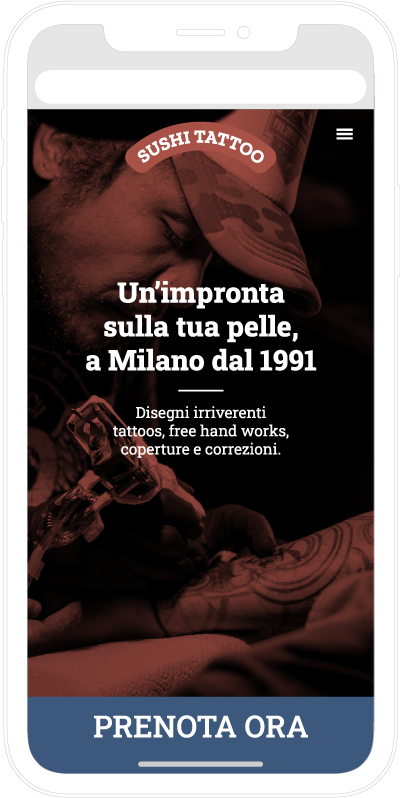 SUSHI TATTOO
Un’impronta
sulla tua pelle,
a Milano dal 1991
Disegni irriverenti
tattoos, free hand works,
coperture e correzioni.
PRENOTA ORA